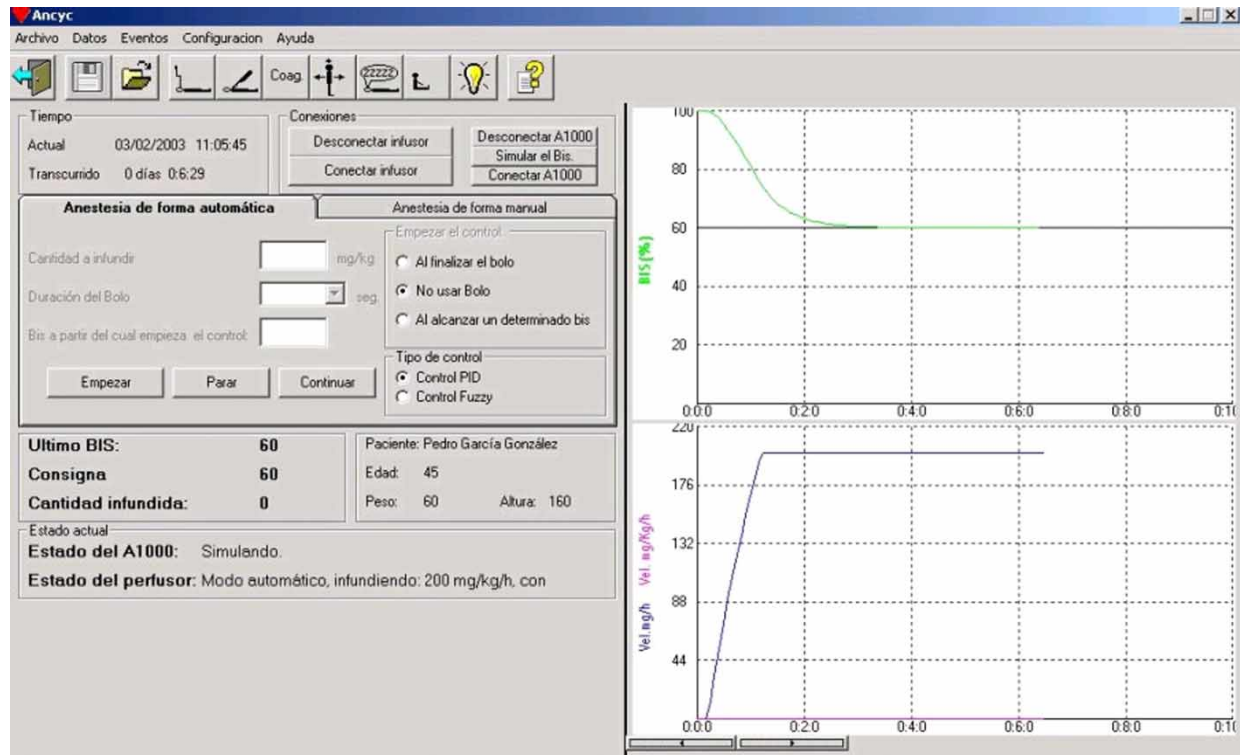 Ancyc
Archivo Datos Eventos Configuracion Ayuda
Coag. zzzzz
Tiempo
Actual 03/02/2003 11:05:45
Transcurrido 0 días 0:6:29
Conexiones
Desconectar infusor
Conectar infusor
Desconectar A1000
Simular el Bis.
Conectar A1000
Anestesia de forma automática
Anestesia de forma manual
Cantidad a infundir mg/kg
Duración del Bolo seg.
Bis a partir del cual empieza el control:
Empezar Parar Continuar
Empezar el control
Al finalizar el bolo
No usar Bolo
Al alcanzar un determinado bis
Tipo de control
Control PID
Control Fuzzy
Ultimo BIS: 60
Consigna 60
Cantidad infundida: 0
Paciente: Pedro García González
Edad: 45
Peso: 60 Altura: 160
Estado actual
Estado del A1000: Simulando.
Estado del perfusor: Modo automático, infundiendo: 200 mg/kg/h, con
BIS(%)
100
80
60
40
20
0:0:0 0:2:0 0:4:0 0:6:0 0:8:0 0:10
Vel.mg/h Vel. mg/Kg/h
220
176
132
88
44
0:0:0 0:2:0 0:4:0 0:6:0 0:8:0 0:10